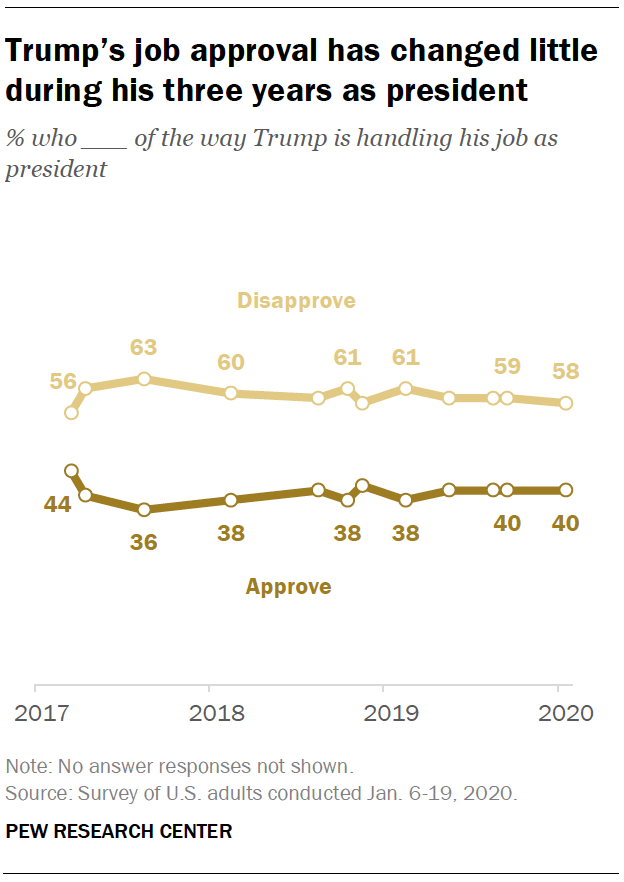 Trump's job approval has changed little
during his three years as president
% who ___ of the way Trump is handling his job as
president
Disapprove
56
63
60
61
61
59
58
44
36
38
38
38
40
40
Approve
2017
2018
2019
2020
Note: No answer responses not shown.
Source: Survey of U.S. adults conducted Jan. 6-19, 2020.
PEW RESEARCH CENTER